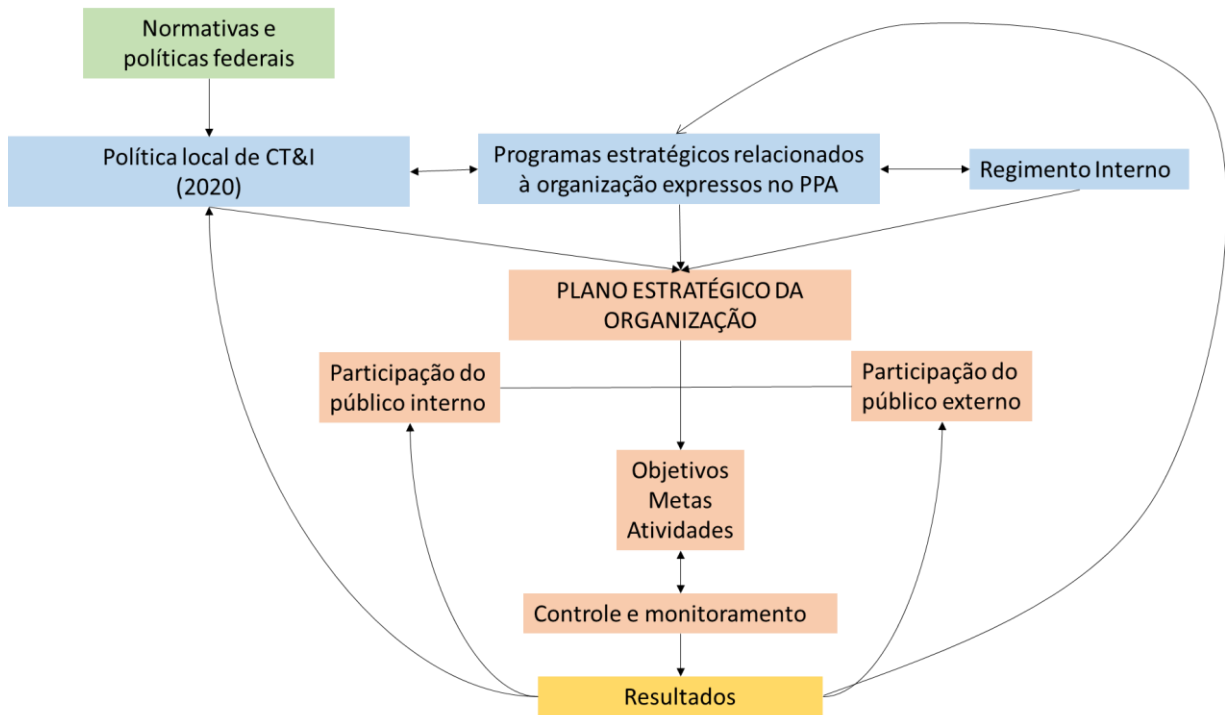 Normativas e
políticas federais
Política local de CT&I
(2020)
Programas estratégicos relacionados
à organização expressos no PPA
Regimento Interno
PLANO ESTRATÉGICO DA
ORGANIZAÇÃO
Participação do
público interno
Participação do
público externo
Objetivos
Metas
Atividades
Controle e monitoramento
Resultados